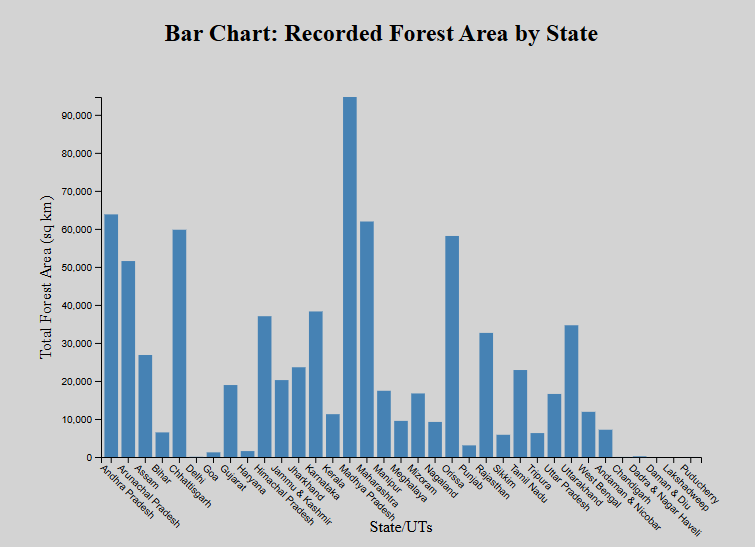 Bar Chart: Recorded Forest Area by State
Total Forest Area (sq km)
90,000
80,000
70,000
60,000
50,000
40,000
30,000
20,000
10,000
0
Andhra Pradesh
Arunachal Pradesh
Assam
Bihar
Chhattisgarh
Delhi
Goa
Gujarat
Haryana
Himachal Pradesh
Jammu & Kashmir
Jharkhand
Karnataka
Kerala
Madhya Pradesh
Maharashtra
Manipur
Meghalaya
Mizoram
Nagaland
Orissa
Punjab
Rajasthan
Sikkim
Tamil Nadu
Tripura
Uttar Pradesh
Uttarakhand
West Bengal
Andaman & Nicobar
Chandigarh
Dadra & Nagar Haveli
Daman & Diu
Lakshadweep
Puducherry
State/UTs